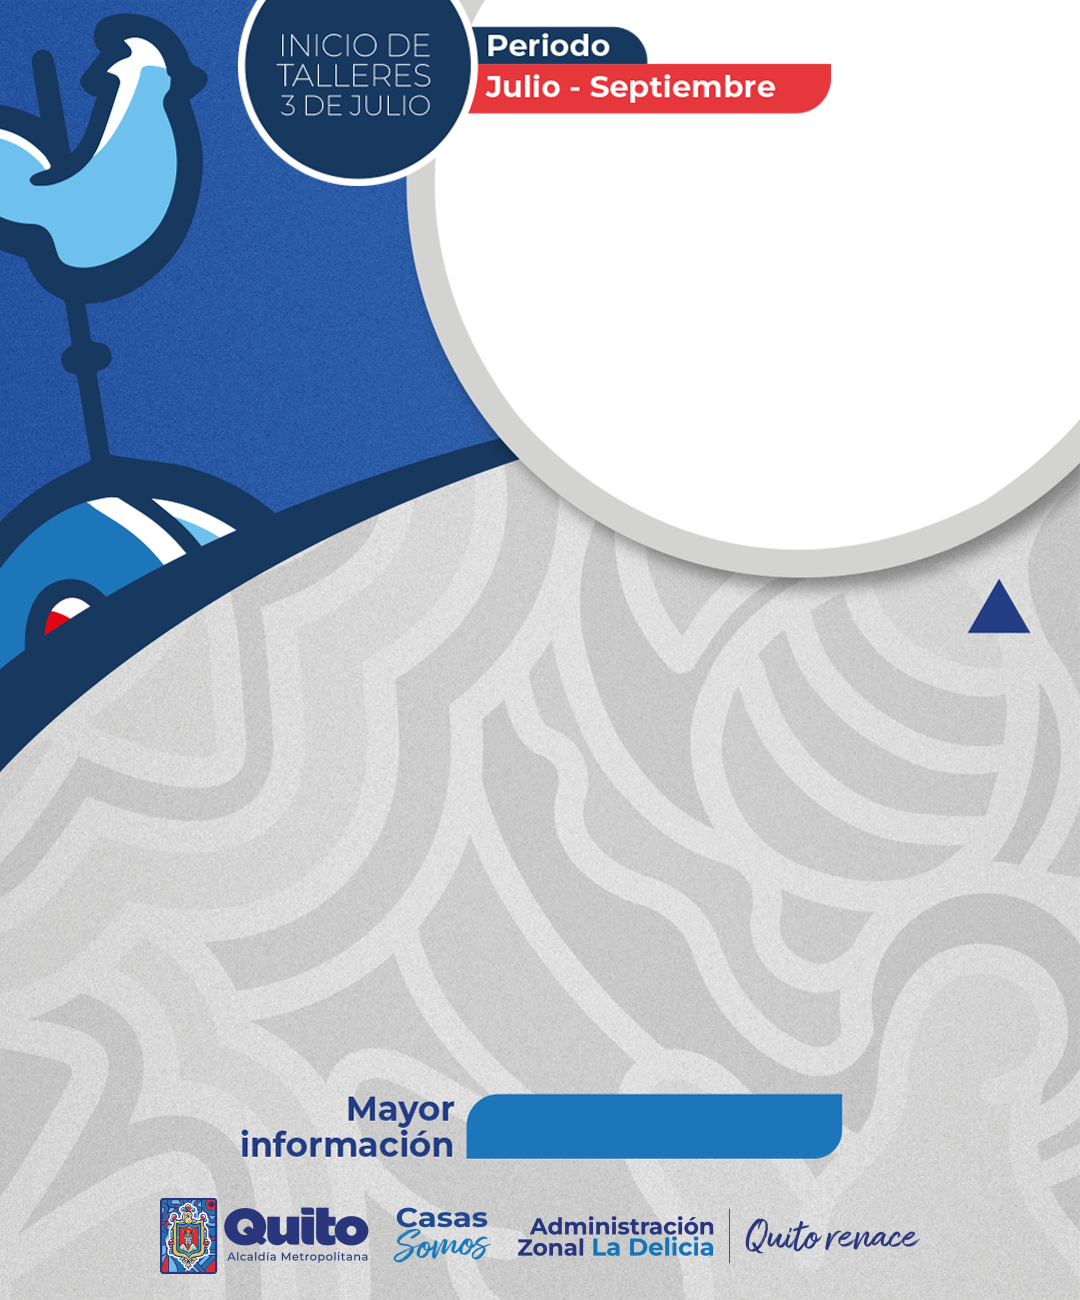 INICIO DE
TALLERES
3 DE JULIO
Periodo
Julio - Septiembre
Mayor
información
Quito
Alcaldía Metropolitana
Casas
Somos
Administración
Zonal La Delicia
Quito renace